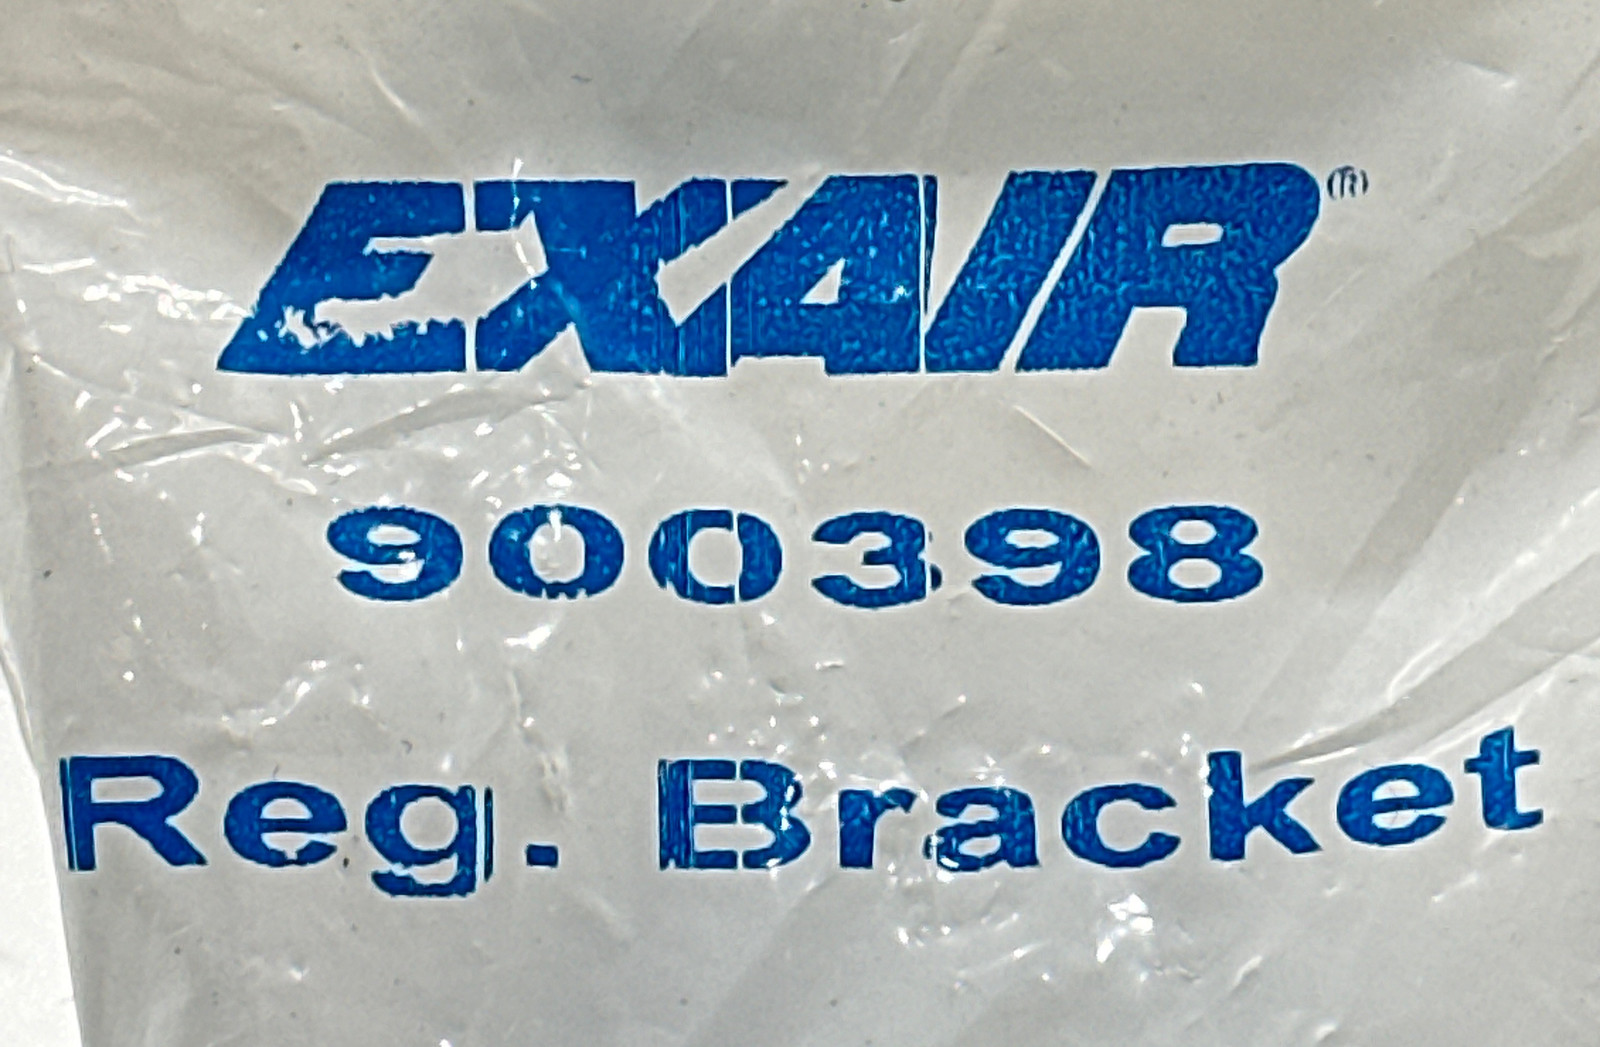 EXAIR®
900398
Reg. Bracket